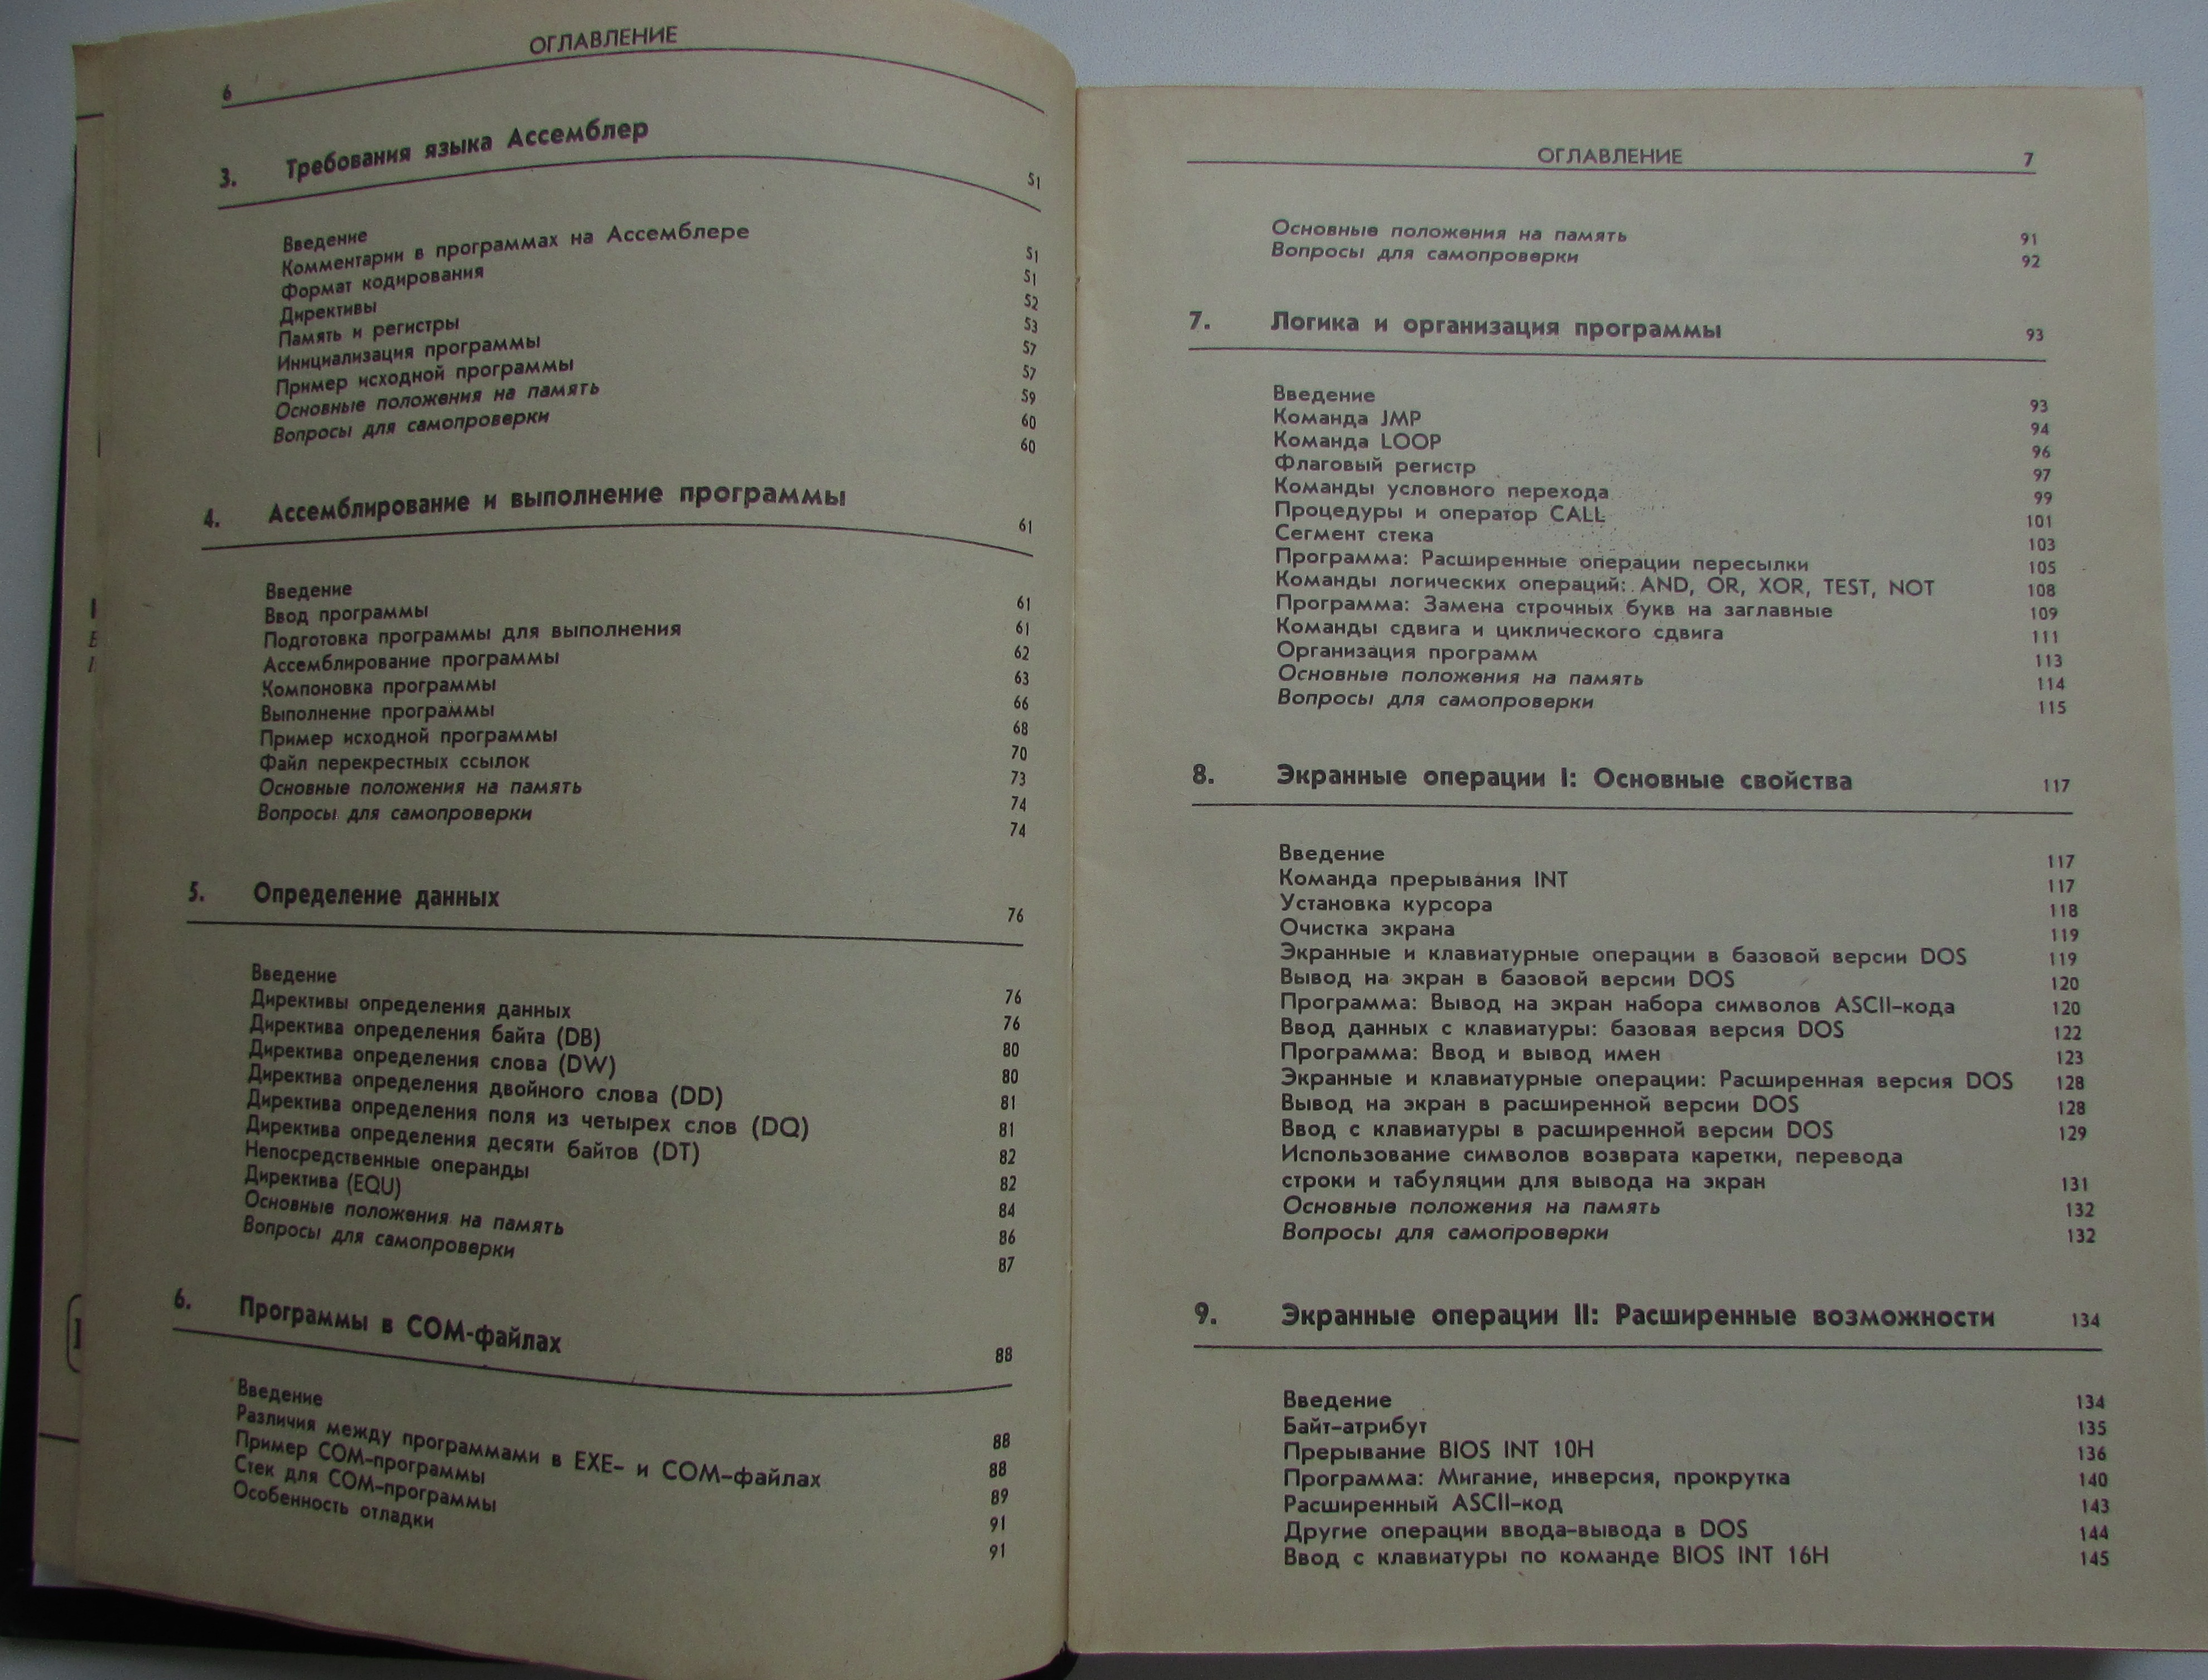 6 ОГЛАВЛЕНИЕ
3. Требования языка Ассемблер 51
Введение 51
Комментарии в программах на Ассемблере 51
Формат кодирования 52
Директивы 53
Память и регистры 57
Инициализация программы 57
Пример исходной программы 59
Основные положения на память 60
Вопросы для самопроверки 60
4. Ассемблирование и выполнение программы 61
Введение 61
Ввод программы 61
Подготовка программы для выполнения 62
Ассемблирование программы 63
Компоновка программы 66
Выполнение программы 68
Пример исходной программы 70
Файл перекрестных ссылок 73
Основные положения на память 74
Вопросы для самопроверки 74
5. Определение данных 76
Введение 76
Директивы определения данных 76
Директива определения байта (DB) 80
Директива определения слова (DW) 80
Директива определения двойного слова (DD) 81
Директива определения поля из четырех слов (DQ) 81
Директива определения десяти байтов (DT) 82
Непосредственные операнды 82
Директива (EQU) 84
Основные положения на память 86
Вопросы для самопроверки 87
6. Программы в COM-файлах 88
Введение 88
Различия между программами в EXE- и COM-файлах 88
Пример COM-программы 89
Стек для COM-программы 91
Особенность отладки 91
ОГЛАВЛЕНИЕ 7
Основные положения на память 91
Вопросы для самопроверки 92
7. Логика и организация программы 93
Введение 93
Команда JMP 94
Команда LOOP 96
Флаговый регистр 97
Команды условного перехода 99
Процедуры и оператор CALL 101
Сегмент стека 103
Программа: Расширенные операции пересылки 105
Команды логических операций: AND, OR, XOR, TEST, NOT 108
Программа: Замена строчных букв на заглавные 109
Команды сдвига и циклического сдвига 111
Организация программ 113
Основные положения на память 114
Вопросы для самопроверки 115
8. Экранные операции I: Основные свойства 117
Введение 117
Команда прерывания INT 117
Установка курсора 118
Очистка экрана 119
Экранные и клавиатурные операции в базовой версии DOS 119
Вывод на экран в базовой версии DOS 120
Программа: Вывод на экран набора символов ASCII-кода 120
Ввод данных с клавиатуры: базовая версия DOS 122
Программа: Ввод и вывод имен 123
Экранные и клавиатурные операции: Расширенная версия DOS 128
Вывод на экран в расширенной версии DOS 128
Ввод с клавиатуры в расширенной версии DOS 129
Использование символов возврата каретки, перевода
строки и табуляции для вывода на экран 131
Основные положения на память 132
Вопросы для самопроверки 132
9. Экранные операции II: Расширенные возможности 134
Введение 134
Байт-атрибут 135
Прерывание BIOS INT 10H 136
Программа: Мигание, инверсия, прокрутка 140
Расширенный ASCII-код 143
Другие операции ввода-вывода в DOS 144
Ввод с клавиатуры по команде BIOS INT 16H 145